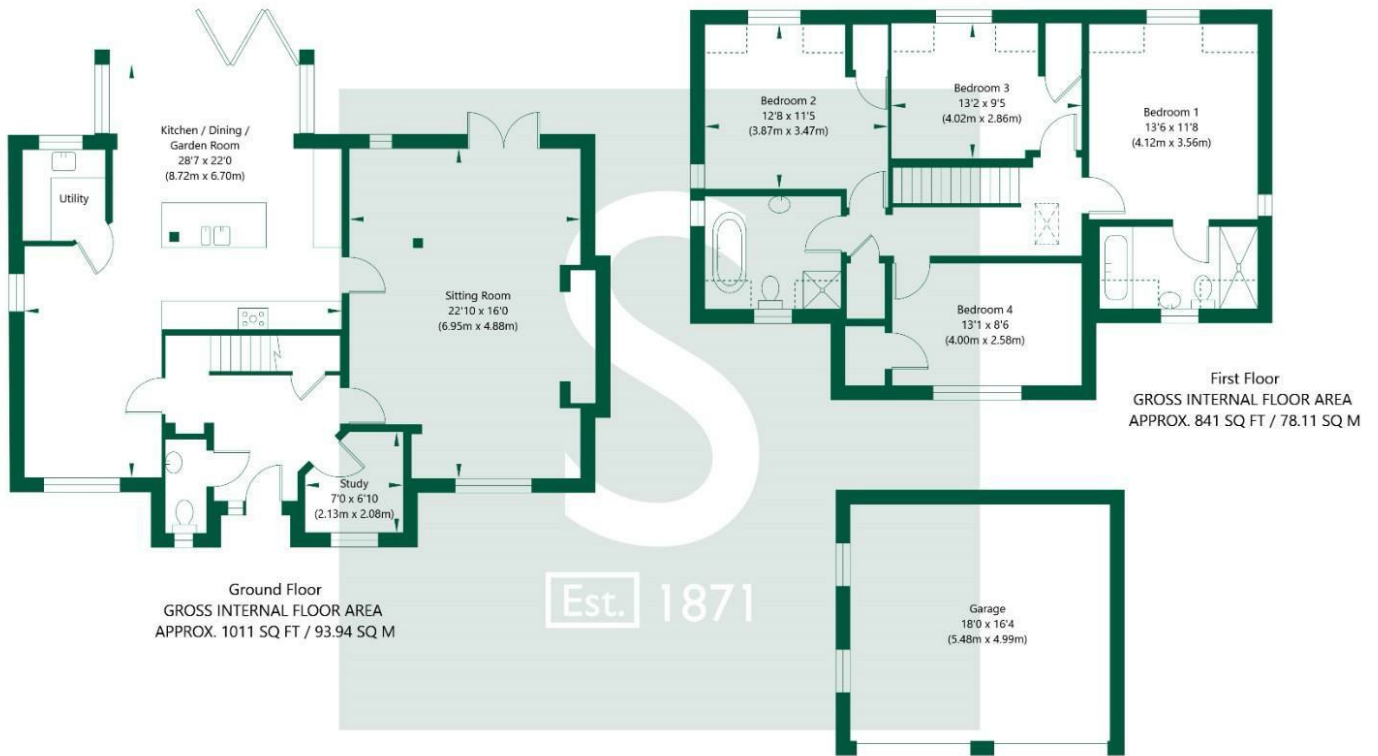 Kitchen / Dining /
Garden Room
28'7 x 22'0
(8.72m x 6.70m)
Utility
Sitting Room
22'10 x 16'0
(6.95m x 4.88m)
Study
7'0 x 6'10
(2.13m x 2.08m)
Ground Floor
GROSS INTERNAL FLOOR AREA
APPROX. 1011 SQ FT / 93.94 SQ M
Bedroom 2
12'8 x 11'5
(3.87m x 3.47m)
Bedroom 3
13'2 x 9'5
(4.02m x 2.86m)
Bedroom 1
13'6 x 11'8
(4.12m x 3.56m)
Bedroom 4
13'1 x 8'6
(4.00m x 2.58m)
First Floor
GROSS INTERNAL FLOOR AREA
APPROX. 841 SQ FT / 78.11 SQ M
S
Est. 1871
Garage
18'0 x 16'4
(5.48m x 4.99m)